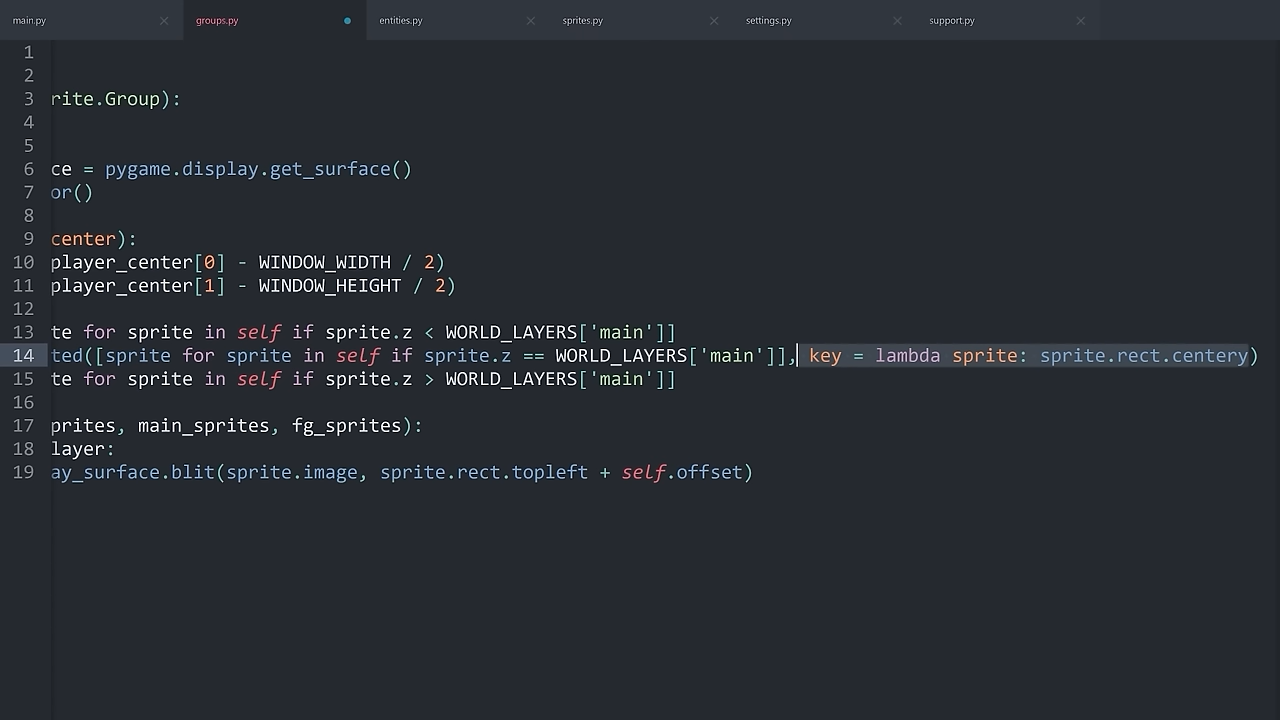 main.py groups.py entities.py sprites.py settings.py support.py
1
2
3 rite.Group):
4
5
6 ce = pygame.display.get_surface()
7 or()
8
9 center):
10 player_center[0] - WINDOW_WIDTH / 2)
11 player_center[1] - WINDOW_HEIGHT / 2)
12
13 te for sprite in self if sprite.z < WORLD_LAYERS['main']]
14 ted([sprite for sprite in self if sprite.z == WORLD_LAYERS['main']], key = lambda sprite: sprite.rect.centery)
15 te for sprite in self if sprite.z > WORLD_LAYERS['main']]
16
17 prites, main_sprites, fg_sprites):
18 layer:
19 ay_surface.blit(sprite.image, sprite.rect.topleft + self.offset)